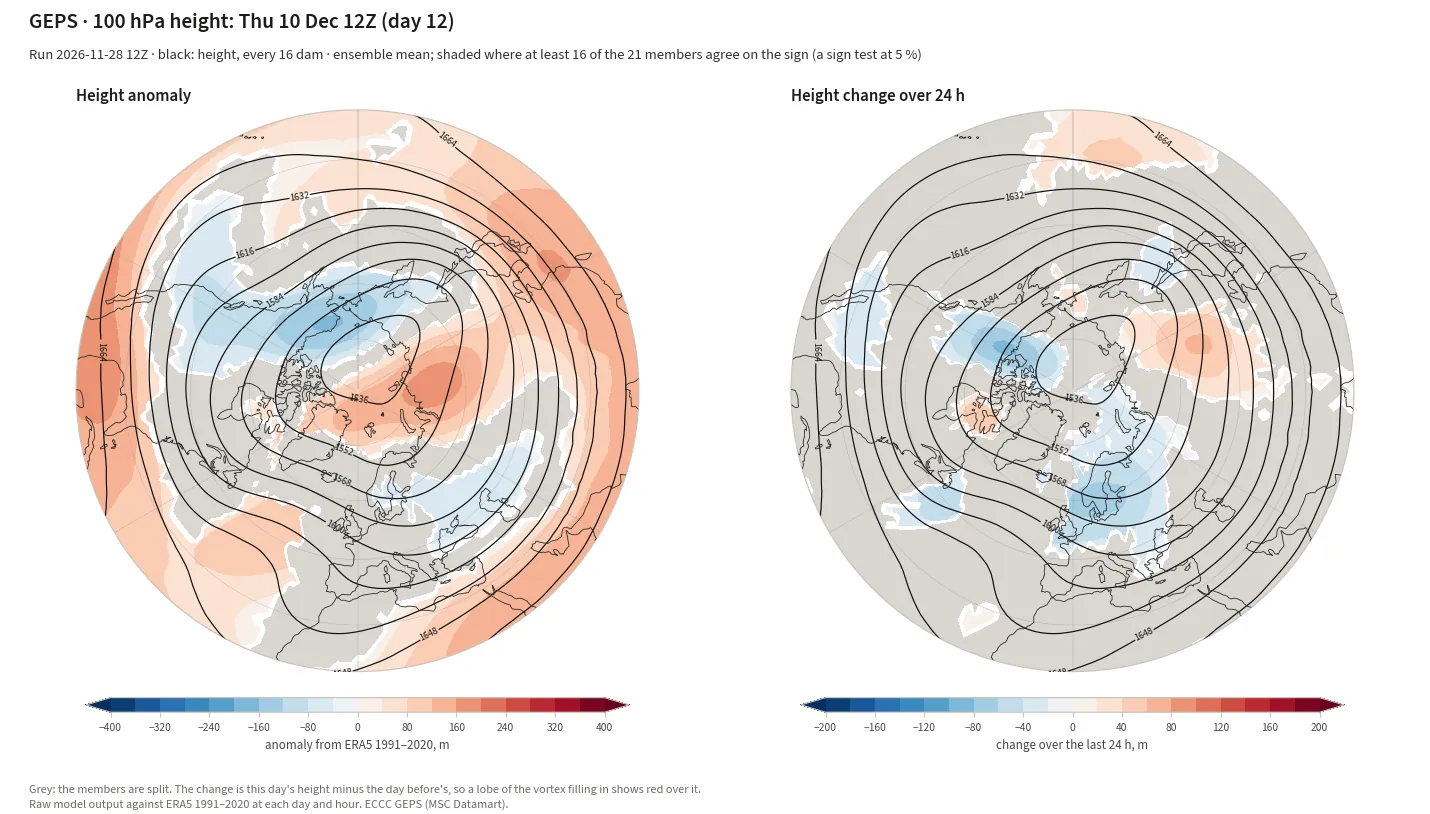 GEPS · 100 hPa height: Thu 10 Dec 12Z (day 12)
Run 2026-11-28 12Z · black: height, every 16 dam · ensemble mean; shaded where at least 16 of the 21 members agree on the sign (a sign test at 5 %)
Height anomaly
Height change over 24 h
1664
1632
1616
1584
1664
1536
1552
1568
1600
1648
1664
1632
1616
1584
1664
1536
1552
1568
1600
1648
−400 −320 −240 −160 −80 0 80 160 240 320 400
anomaly from ERA5 1991–2020, m
−200 −160 −120 −80 −40 0 40 80 120 160 200
change over the last 24 h, m
Grey: the members are split. The change is this day's height minus the day before's, so a lobe of the vortex filling in shows red over it.
Raw model output against ERA5 1991–2020 at each day and hour. ECCC GEPS (MSC Datamart).